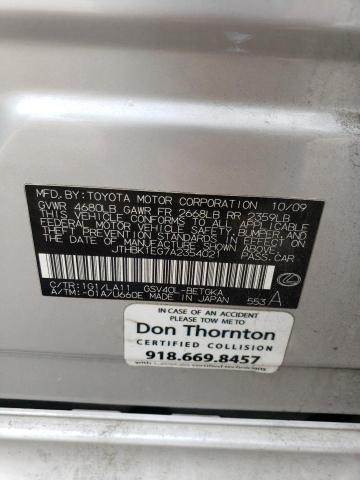 MFD. BY: TOYOTA MOTOR CORPORATION 10/09
GVWR 4680LB GAWR FR 2668LB RR 2359LB
THIS VEHICLE CONFORMS TO ALL APPLICABLE
FEDERAL MOTOR VEHICLE SAFETY, BUMPER, AND
THEFT PREVENTION STANDARDS IN EFFECT ON
THE DATE OF MANUFACTURE SHOWN ABOVE.
JTHBK1EG7A2354021 PASS. CAR
C/TR: 1G1/LA11 GSV40L-BETGKA
A/TM: -01A/U660E MADE IN JAPAN 553 A
IN CASE OF AN ACCIDENT
PLEASE TOW ME TO
Don Thornton
CERTIFIED COLLISION
918.669.8457